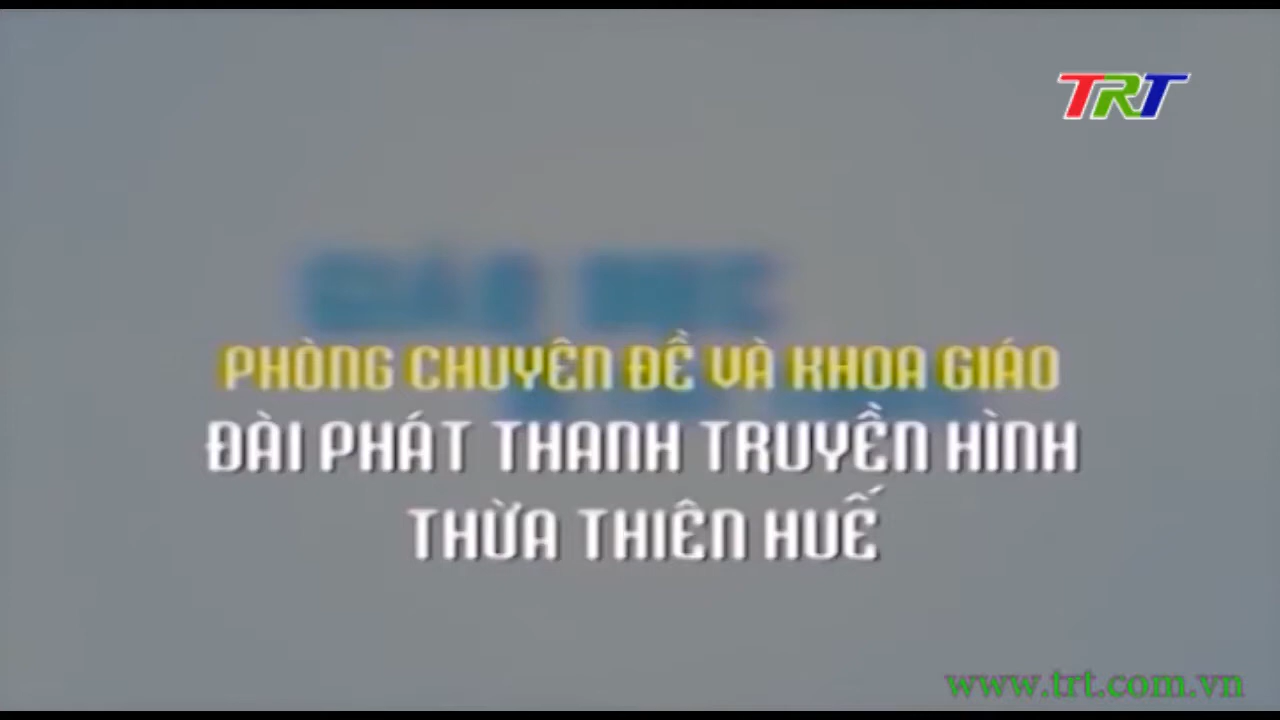 TRT
PHÒNG CHUYÊN ĐỀ VÀ KHOA GIÁO
ĐÀI PHÁT THANH TRUYỀN HÌNH
THỪA THIÊN HUẾ
www.trt.com.vn